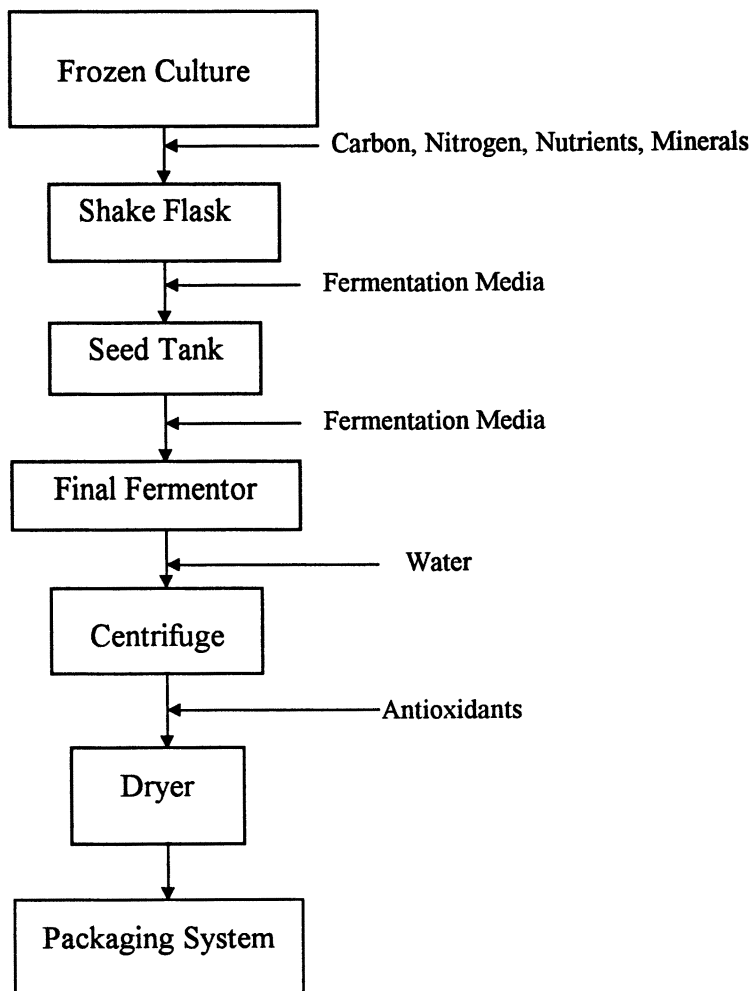 Frozen Culture
Carbon, Nitrogen, Nutrients, Minerals
Shake Flask
Fermentation Media
Seed Tank
Fermentation Media
Final Fermentor
Water
Centrifuge
Antioxidants
Dryer
Packaging System